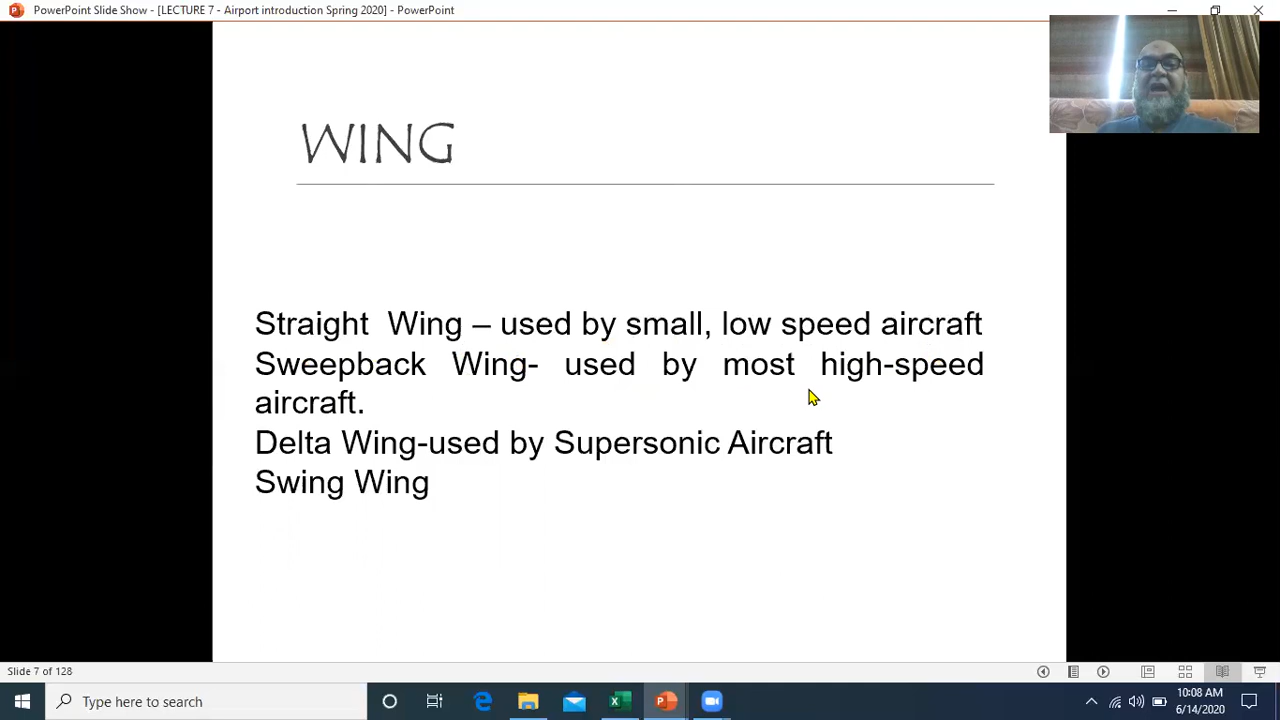 PowerPoint Slide Show - [LECTURE 7 - Airport introduction Spring 2020] - PowerPoint
WING
Straight Wing – used by small, low speed aircraft
Sweepback Wing- used by most high-speed
aircraft.
Delta Wing-used by Supersonic Aircraft
Swing Wing
Slide 7 of 128
Type here to search
10:08 AM
6/14/2020